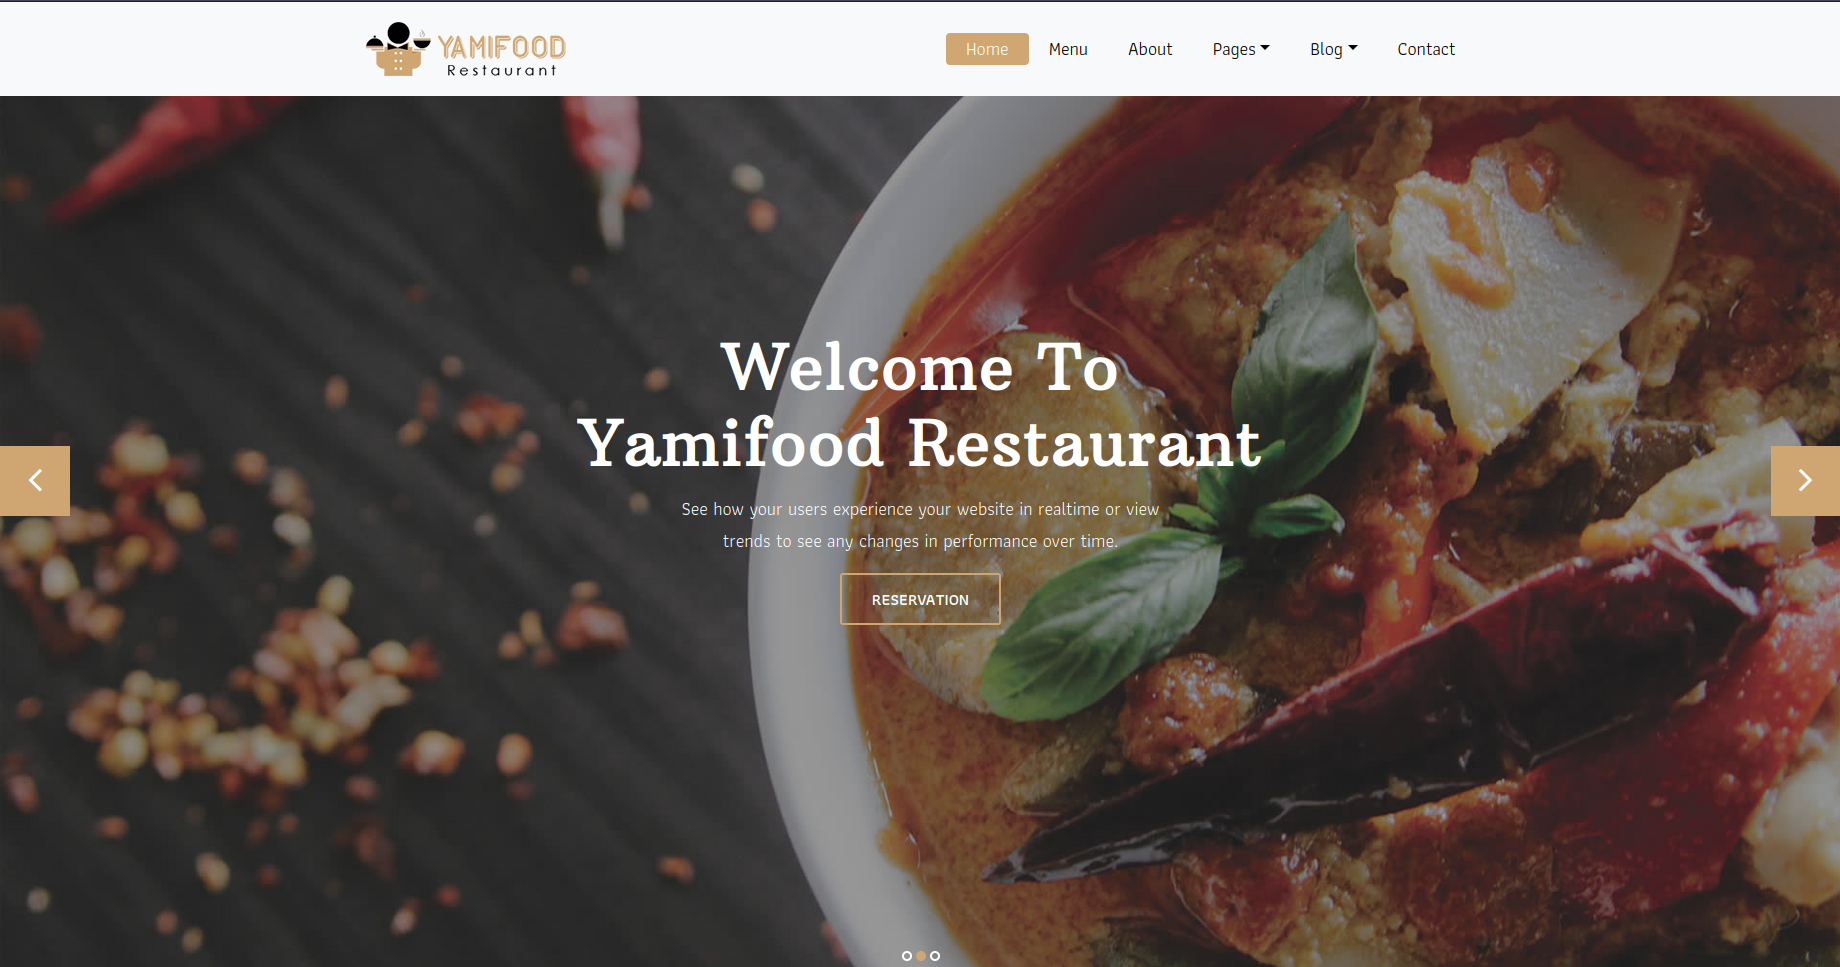 YAMIFOOD
Restaurant
Home
Menu
About
Pages
Blog
Contact
Welcome To
Yamifood Restaurant
See how your users experience your website in realtime or view
trends to see any changes in performance over time.
RESERVATION